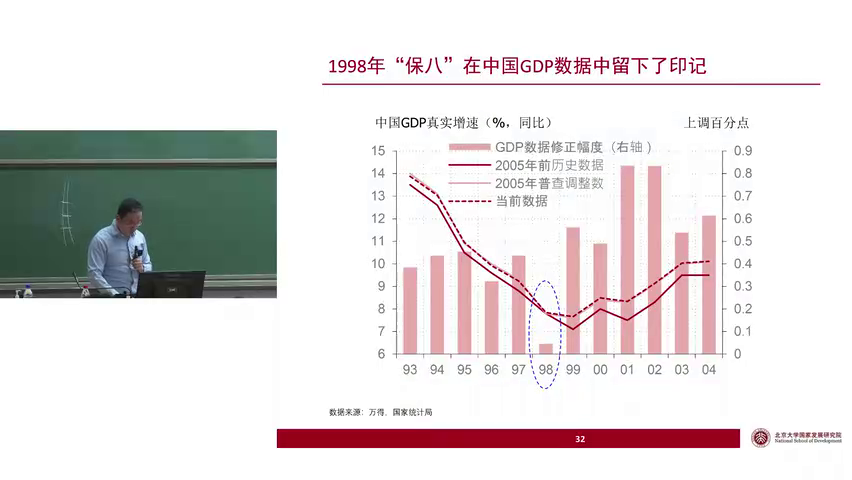 1998年“保八”在中国GDP数据中留下了印记
中国GDP真实增速（%，同比）
上调百分点
GDP数据修正幅度（右轴）
2005年前历史数据
2005年普查调整数
当前数据
15
14
13
12
11
10
9
8
7
6
0.9
0.8
0.7
0.6
0.5
0.4
0.3
0.2
0.1
0
93 94 95 96 97 98 99 00 01 02 03 04
数据来源：万得，国家统计局
32
北京大学国家发展研究院
National School of Development